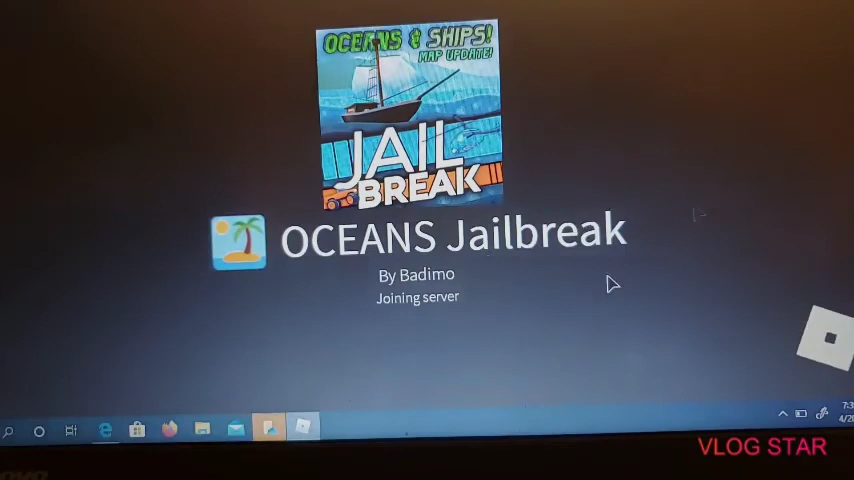 OCEANS & SHIPS!
MAP UPDATE!
JAIL
BREAK
OCEANS Jailbreak
By Badimo
Joining server
VLOG STAR